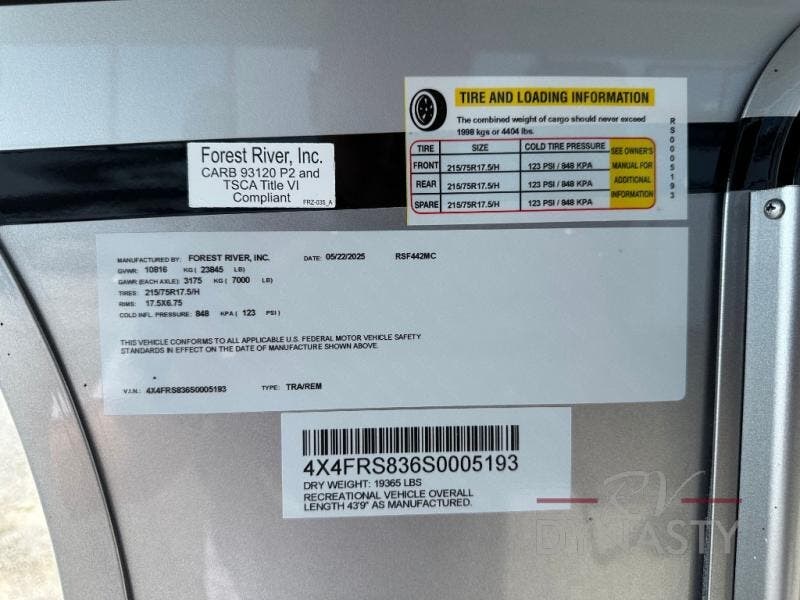 TIRE AND LOADING INFORMATION
The combined weight of cargo should never exceed
1998 kgs or 4404 lbs.
TIRE SIZE COLD TIRE PRESSURE SEE OWNER'S MANUAL FOR ADDITIONAL INFORMATION
FRONT 215/75R17.5/H 123 PSI / 848 KPA
REAR 215/75R17.5/H 123 PSI / 848 KPA
SPARE 215/75R17.5/H 123 PSI / 848 KPA
RS0005193
Forest River, Inc.
CARB 93120 P2 and
TSCA Title VI
Compliant
FRZ-035_A
MANUFACTURED BY: FOREST RIVER, INC. DATE: 05/22/2025 RSF442MC
GVWR: 10816 KG ( 23845 LB)
GAWR (EACH AXLE): 3175 KG ( 7000 LB)
TIRES: 215/75R17.5/H
RIMS: 17.5X6.75
COLD INFL. PRESSURE: 848 KPA ( 123 PSI )
THIS VEHICLE CONFORMS TO ALL APPLICABLE U.S. FEDERAL MOTOR VEHICLE SAFETY
STANDARDS IN EFFECT ON THE DATE OF MANUFACTURE SHOWN ABOVE.
V.I.N.: 4X4FRS836S0005193 TYPE: TRA/REM
4X4FRS836S0005193
DRY WEIGHT: 19365 LBS
RECREATIONAL VEHICLE OVERALL
LENGTH 43'9" AS MANUFACTURED.
RV
DYNASTY